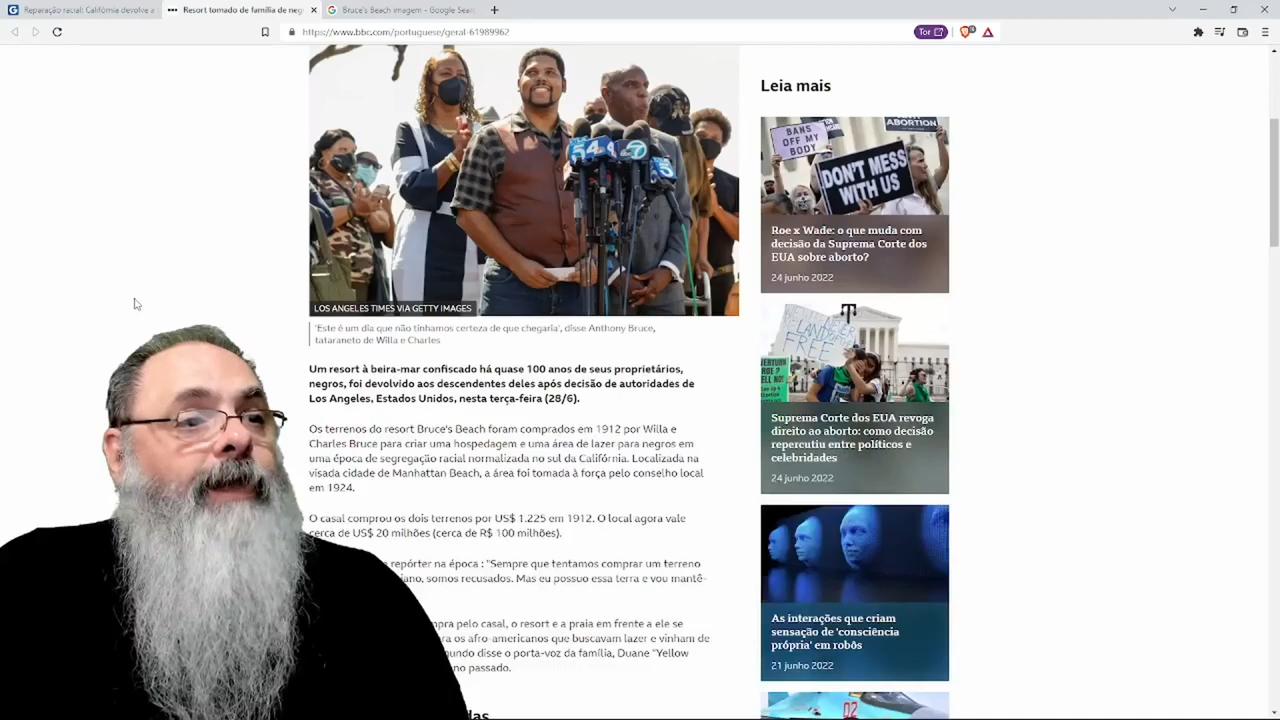 Reparação racial: Califórnia devolve a
Resort tomado de família de neg
Bruce's Beach imagem - Google Sear
https://www.bbc.com/portuguese/geral-61989962
Tor
LOS ANGELES TIMES VIA GETTY IMAGES
'Este é um dia que não tínhamos certeza de que chegaria', disse Anthony Bruce,
tataraneto de Willa e Charles
Um resort à beira-mar confiscado há quase 100 anos de seus proprietários,
negros, foi devolvido aos descendentes deles após decisão de autoridades de
Los Angeles, Estados Unidos, nesta terça-feira (28/6).
Os terrenos do resort Bruce's Beach foram comprados em 1912 por Willa e
Charles Bruce para criar uma hospedagem e uma área de lazer para negros em
uma época de segregação racial normalizada no sul da Califórnia. Localizada na
visada cidade de Manhattan Beach, a área foi tomada à força pelo conselho local
em 1924.
O casal comprou os dois terrenos por US$ 1.225 em 1912. O local agora vale
cerca de US$ 20 milhões (cerca de R$ 100 milhões).
repórter na época : "Sempre que tentamos comprar um terreno
somos recusados. Mas eu possuo essa terra e vou mantê-
pelo casal, o resort e a praia em frente a ele se
os afro-americanos que buscavam lazer e vinham de
disse o porta-voz da família, Duane "Yellow
no passado.
Leia mais
BANS
OFF MY
BODY
ABORTION
DON'T MESS
WITH US
Roe x Wade: o que muda com
decisão da Suprema Corte dos
EUA sobre aborto?
24 junho 2022
FREE
Suprema Corte dos EUA revoga
direito ao aborto: como decisão
repercutiu entre políticos e
celebridades
24 junho 2022
As interações que criam
sensação de 'consciência
própria' em robôs
21 junho 2022
02